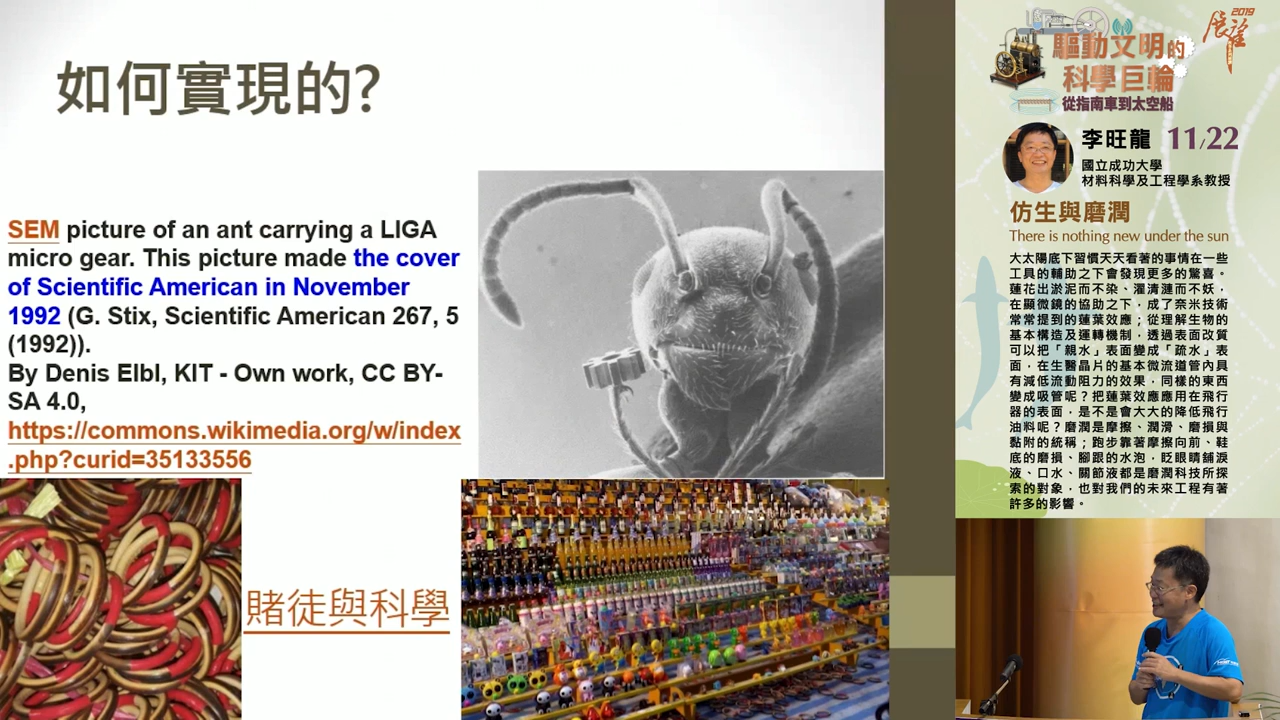 如何實現的?
SEM picture of an ant carrying a LIGA
micro gear. This picture made the cover
of Scientific American in November
1992 (G. Stix, Scientific American 267, 5
(1992)).
By Denis Elbl, KIT - Own work, CC BY-
SA 4.0,
https://commons.wikimedia.org/w/index
.php?curid=35133556
賭徒與科學
2019
展望
驅動文明的
科學巨輪
從指南車到太空船
李旺龍 11/22
國立成功大學
材料科學及工程學系教授
仿生與磨潤
There is nothing new under the sun
大太陽底下習慣天天看著的事情在一些
工具的輔助之下會發現更多的驚喜。
蓮花出淤泥而不染、濯清漣而不妖，
在顯微鏡的協助之下，成了奈米技術
常常提到的蓮葉效應；從理解生物的
基本構造及運轉機制，透過表面改質
可以把「親水」表面變成「疏水」表
面，在生醫晶片的基本微流道管內具
有減低流動阻力的效果，同樣的東西
變成吸管呢？把蓮葉效應應用在飛行
器的表面，是不是會大大的降低飛行
油料呢？磨潤是摩擦、潤滑、磨損與
黏附的統稱；跑步靠著摩擦向前、鞋
底的磨損、腳跟的水泡，眨眼睛舖淚
液、口水、關節液都是磨潤科技所探
索的對象，也對我們的未來工程有著
許多的影響。